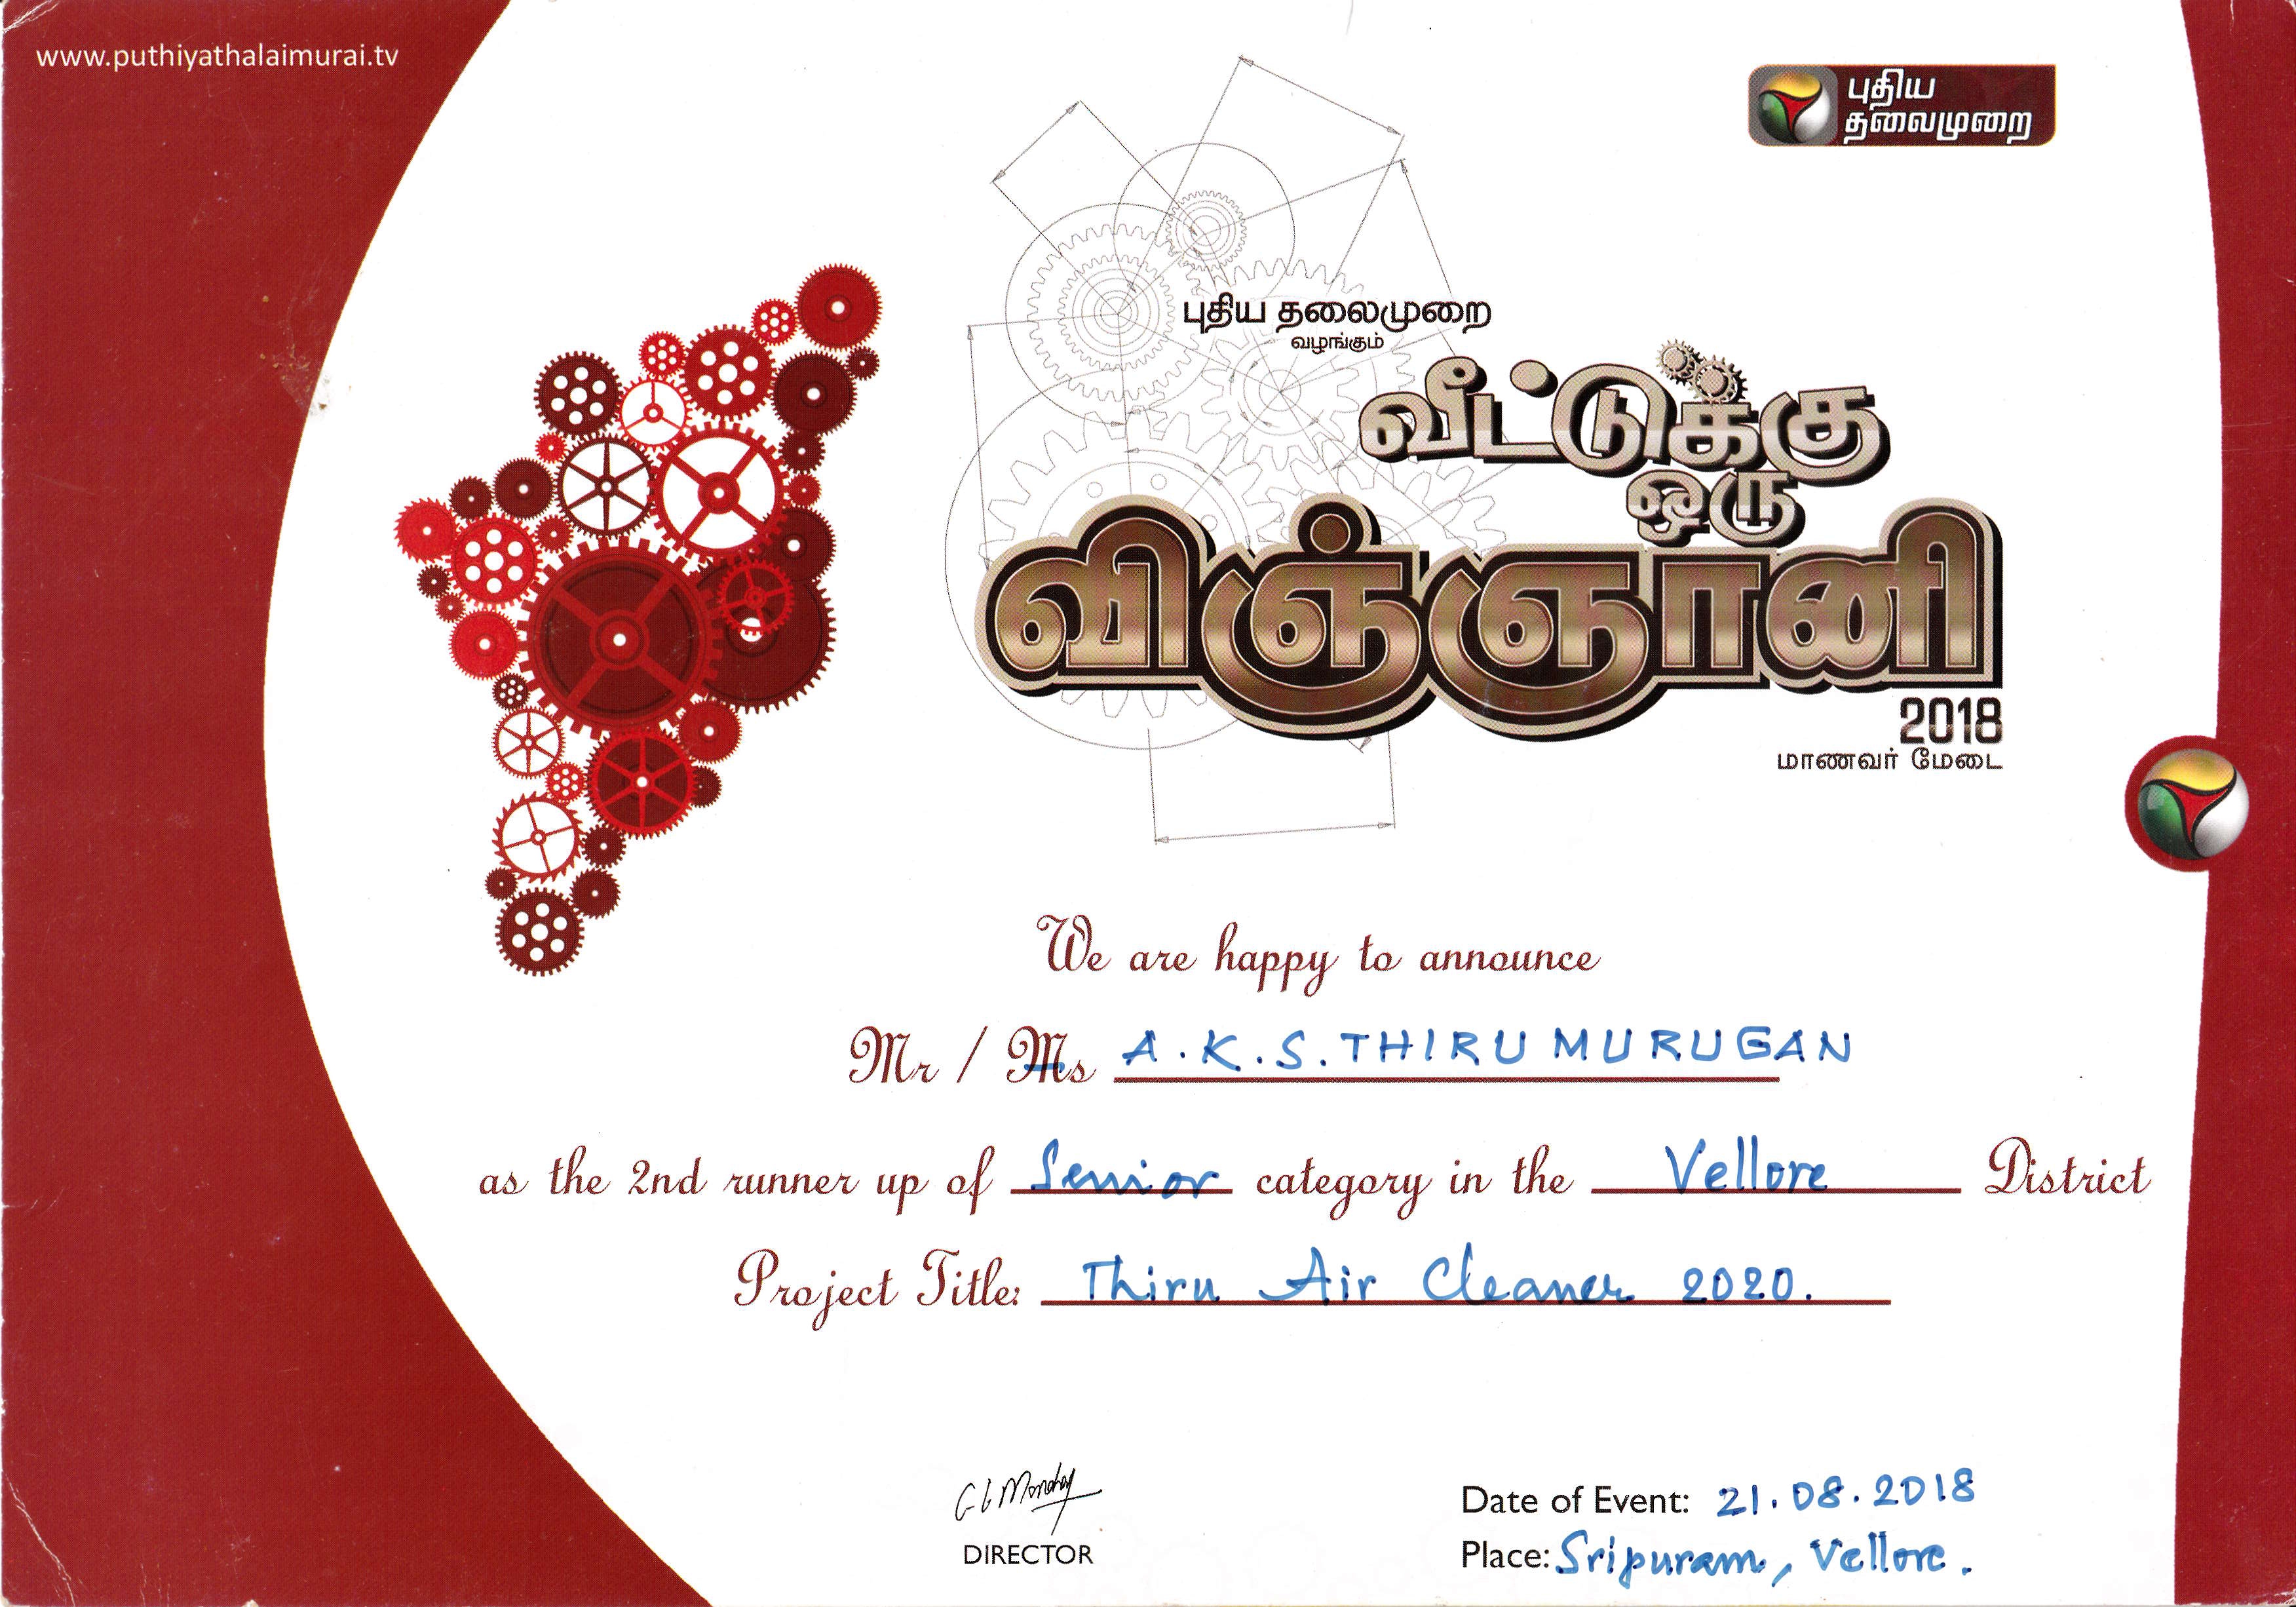 www.puthiyathalaimurai.tv
புதிய
தலைமுறை
புதிய தலைமுறை
வழங்கும்
வீட்டுக்கு
ஒரு
விஞ்ஞானி
2018
மாணவர் மேடை
We are happy to announce
Mr / Ms A.K.S. THIRU MURUGAN
as the 2nd runner up of Senior category in the Vellore District
Project Title: Thiru Air Cleaner 2020.
DIRECTOR
Date of Event: 21.08.2018
Place: Sripuram, Vellore.